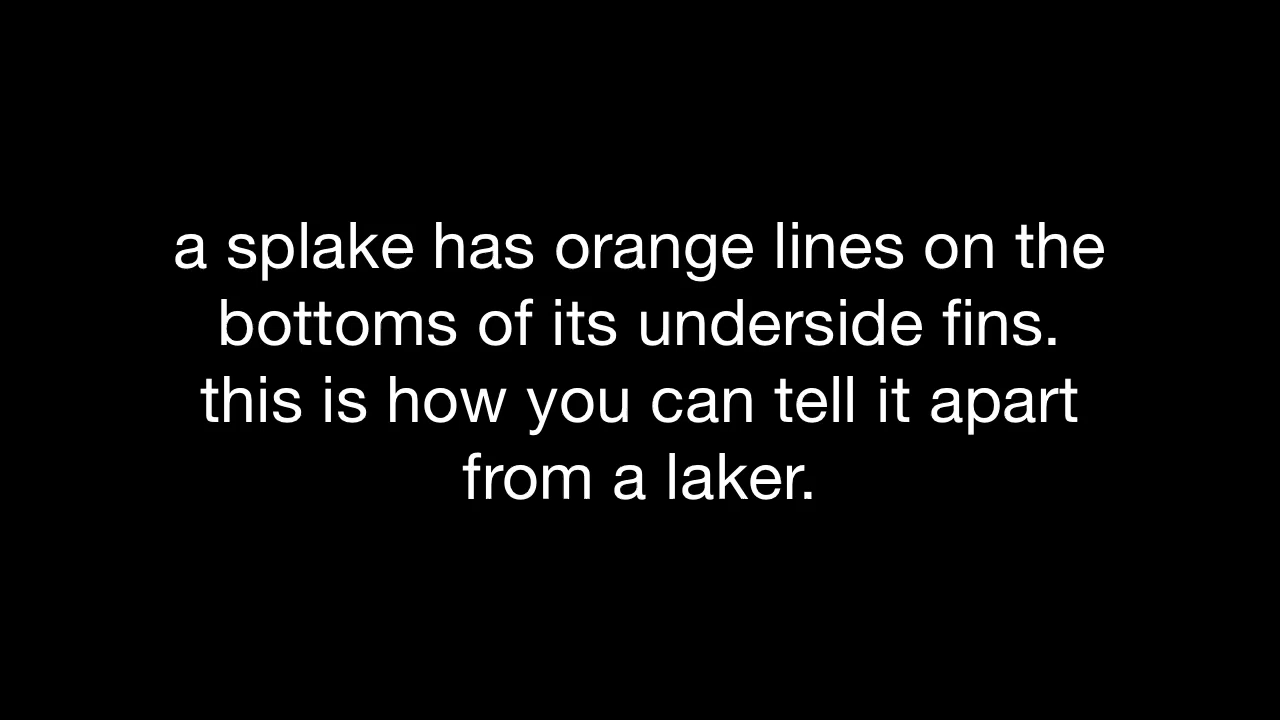 a splake has orange lines on the
bottoms of its underside fins.
this is how you can tell it apart
from a laker.